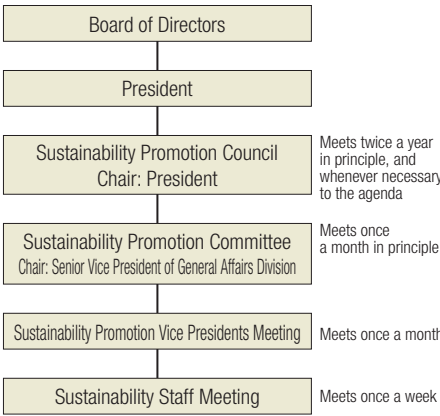 Board of Directors
President
Sustainability Promotion Council
Chair: President
Meets twice a year
in principle, and
whenever necessary
to the agenda
Sustainability Promotion Committee
Chair: Senior Vice President of General Affairs Division
Meets once
a month in principle
Sustainability Promotion Vice Presidents Meeting
Meets once a month
Sustainability Staff Meeting
Meets once a week